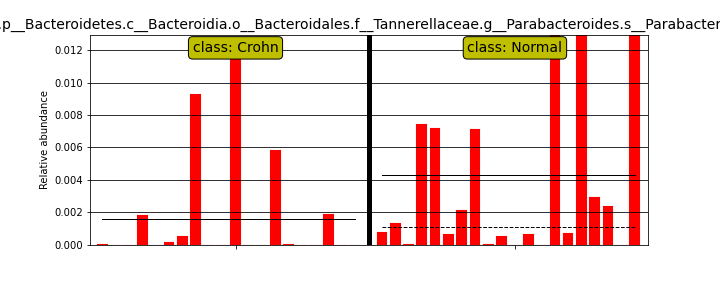 .p__Bacteroidetes.c__Bacteroidia.o__Bacteroidales.f__Tannerellaceae.g__Parabacteroides.s__Parabacter
class: Crohn
class: Normal
Relative abundance
0.012
0.010
0.008
0.006
0.004
0.002
0.000